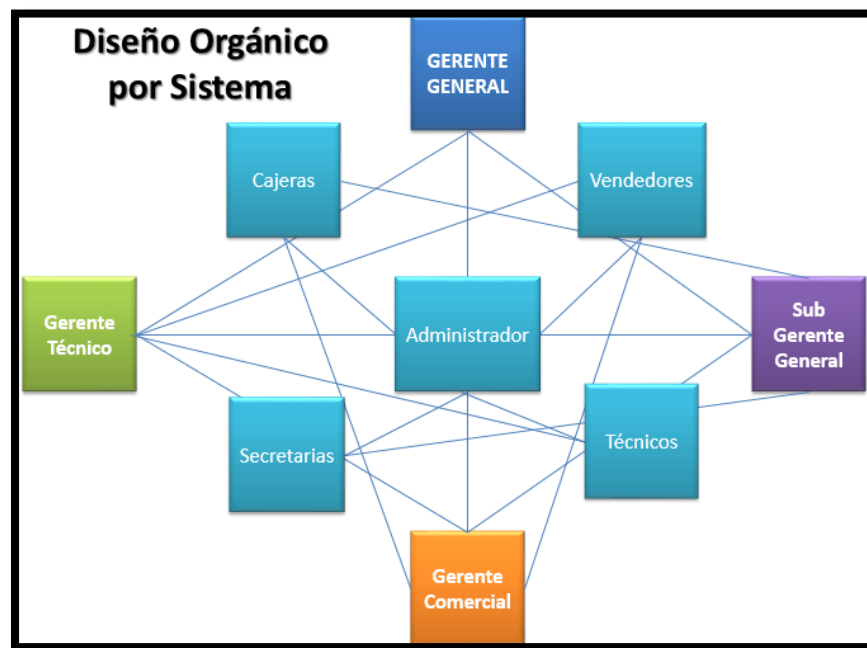 Diseño Orgánico
por Sistema
GERENTE
GENERAL
Cajeras
Vendedores
Gerente
Técnico
Administrador
Sub
Gerente
General
Secretarias
Técnicos
Gerente
Comercial